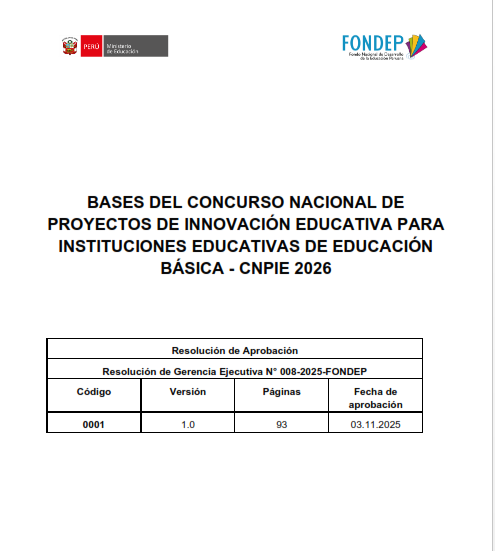 PERÚ
Ministerio
de Educación
FONDEP
Fondo Nacional de Desarrollo
de la Educación Peruana
BASES DEL CONCURSO NACIONAL DE
PROYECTOS DE INNOVACIÓN EDUCATIVA PARA
INSTITUCIONES EDUCATIVAS DE EDUCACIÓN
BÁSICA - CNPIE 2026
Resolución de Aprobación
Resolución de Gerencia Ejecutiva N° 008-2025-FONDEP
Código Versión Páginas Fecha de
aprobación
0001 1.0 93 03.11.2025